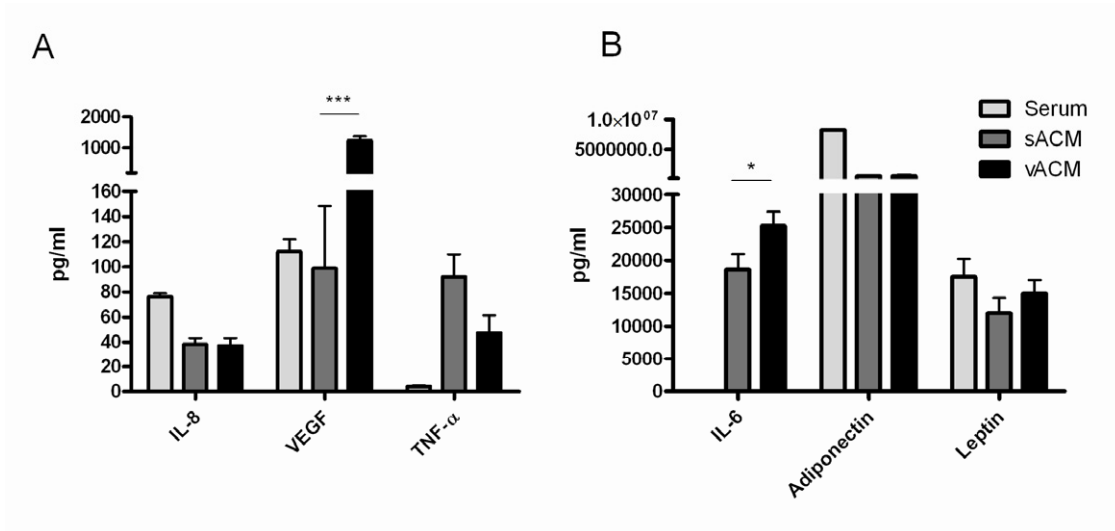 A
pg/ml
2000
1000
160
140
120
100
80
60
40
20
0
***
IL-8
VEGF
TNF-α
B
pg/ml
1.0×10⁰⁷
5000000.0
30000
25000
20000
15000
10000
5000
0
*
IL-6
Adiponectin
Leptin
Serum
sACM
vACM